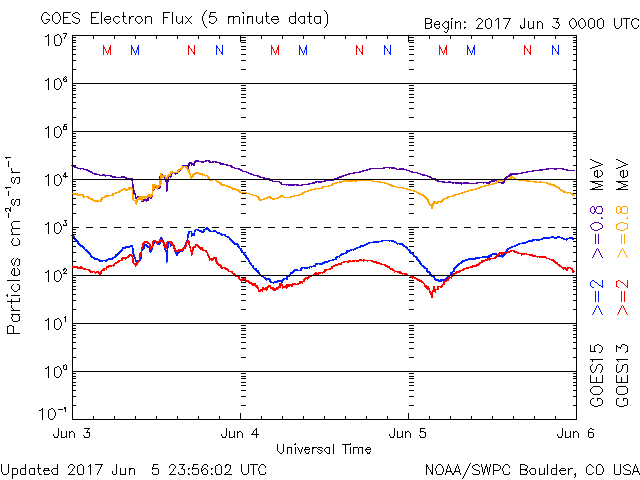 GOES Electron Flux (5 minute data)
Begin: 2017 Jun 3 0000 UTC
M M N N M M N N M M N N
10⁷
10⁶
10⁵
10⁴
10³
10²
10¹
10⁰
10⁻¹
Particles cm⁻²s⁻¹sr⁻¹
Jun 3 Jun 4 Jun 5 Jun 6
Universal Time
GOES15 >=2 >=0.8 MeV
GOES13 >=2 >=0.8 MeV
Updated 2017 Jun 5 23:56:02 UTC
NOAA/SWPC Boulder, CO USA